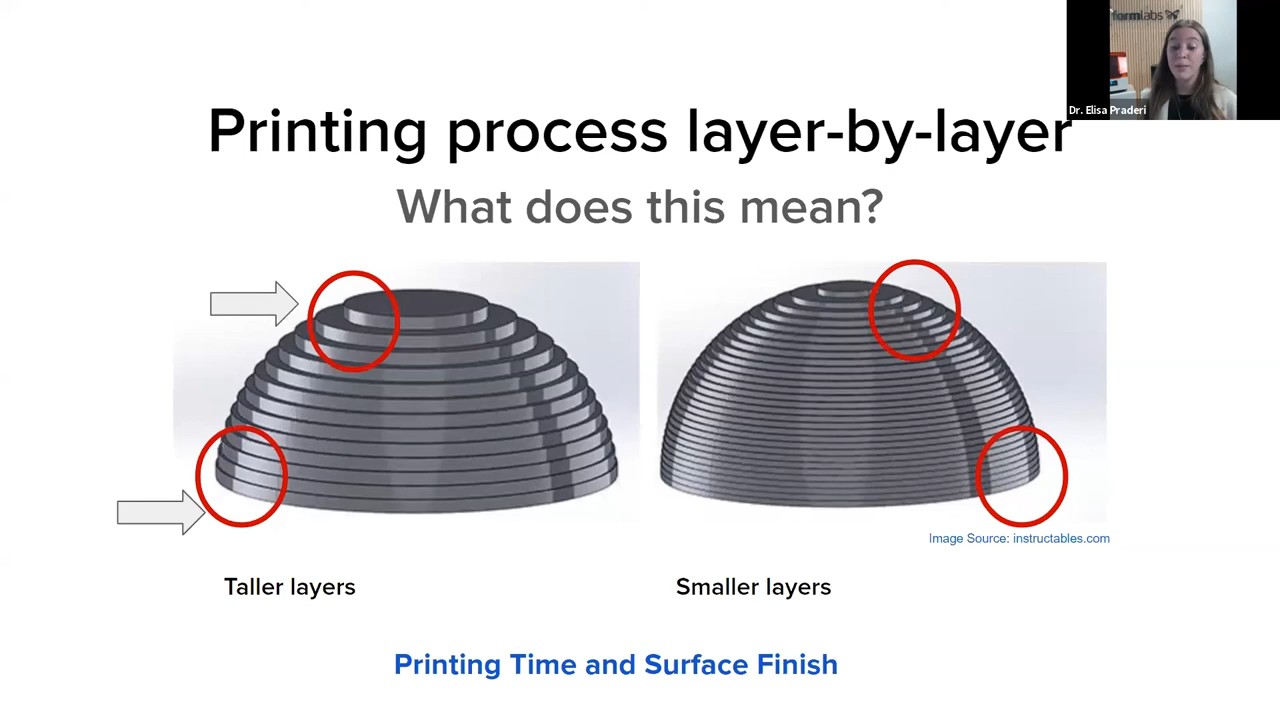 formlabs
Dr. Elisa Praderi
Printing process layer-by-layer
What does this mean?
Image Source: instructables.com
Taller layers
Smaller layers
Printing Time and Surface Finish